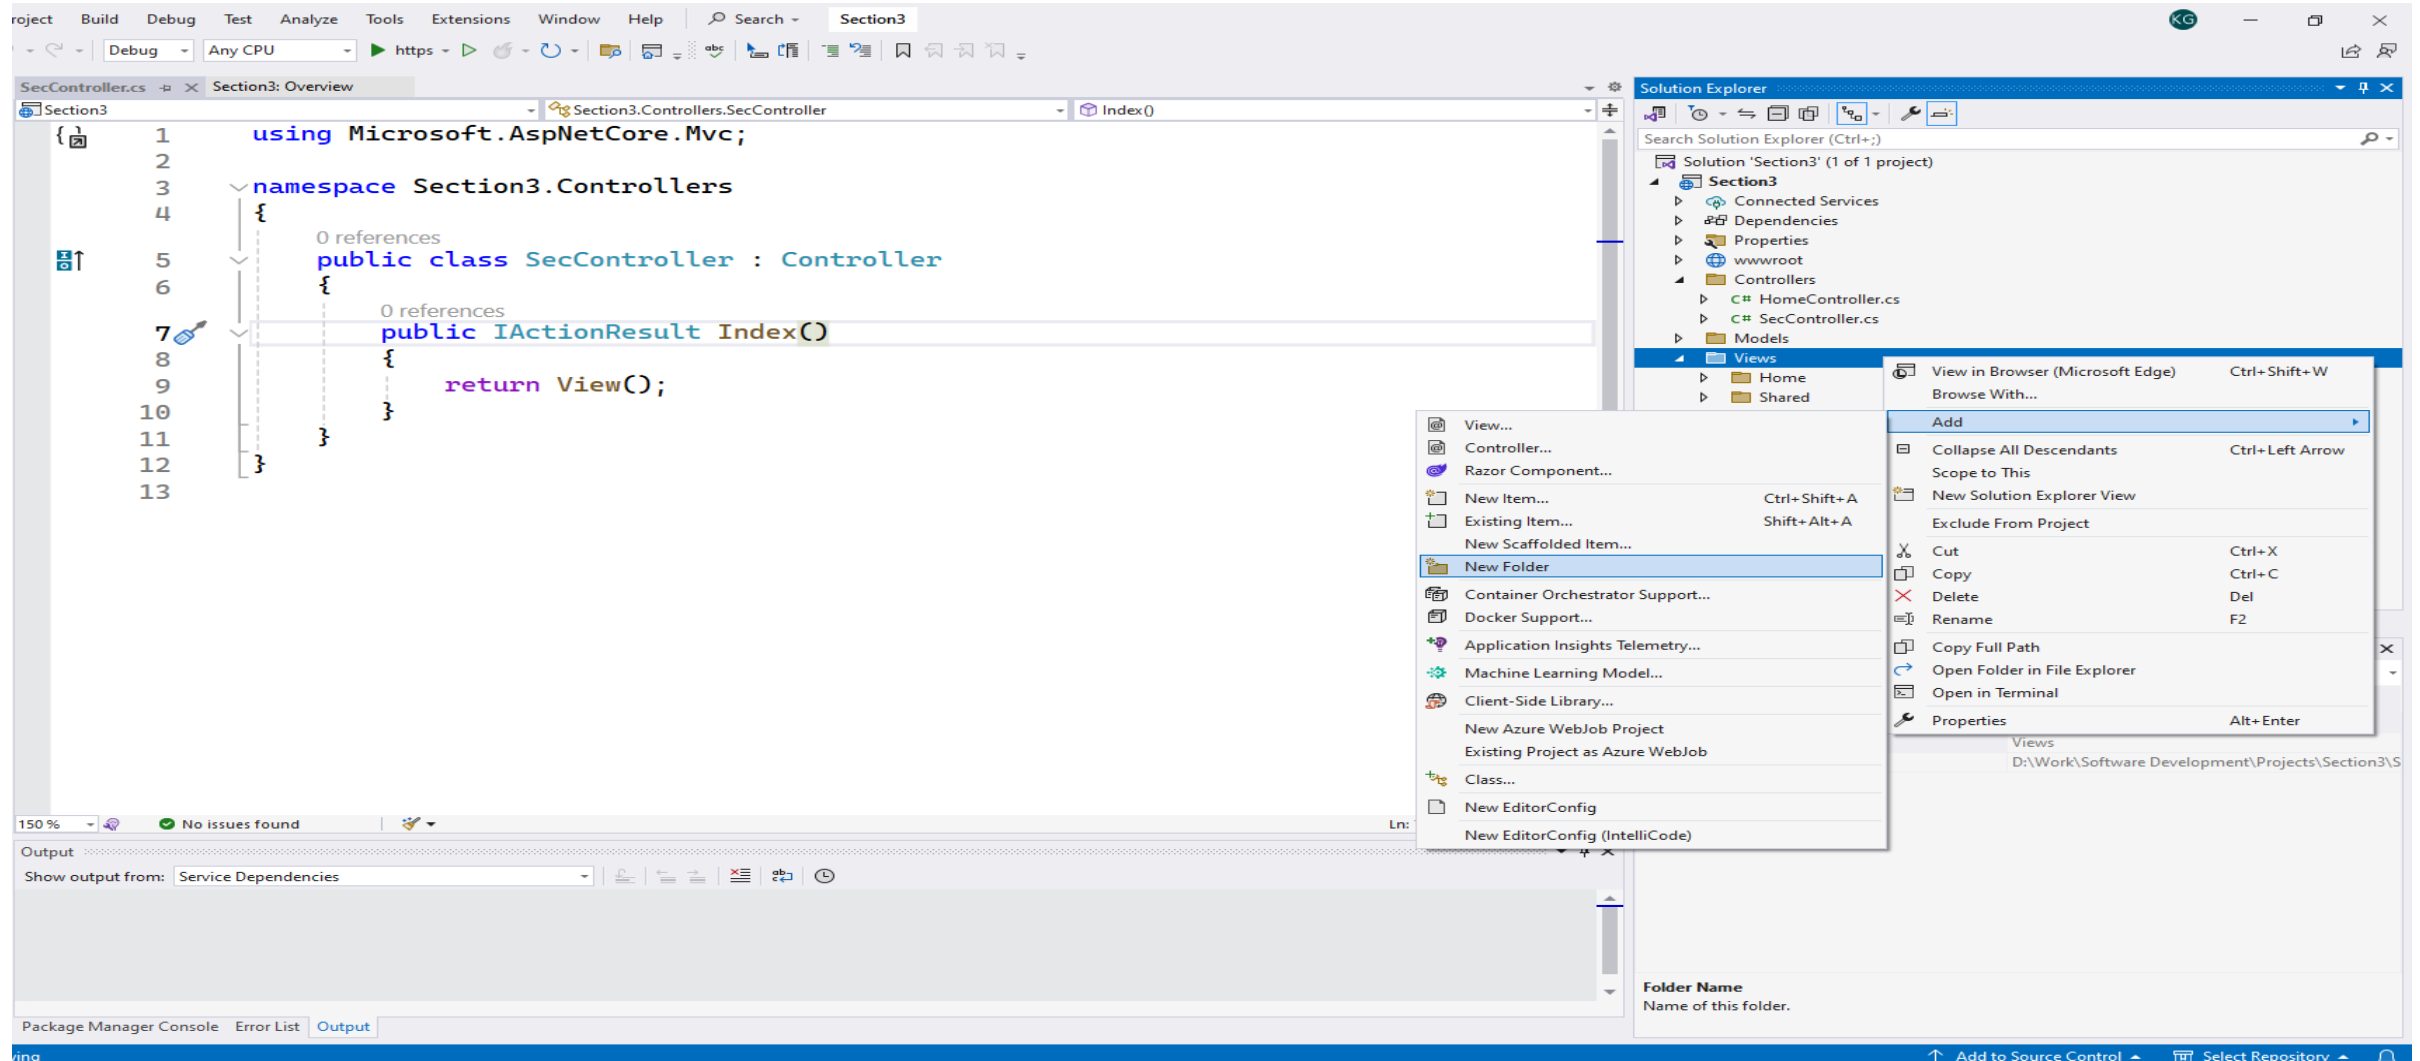 roject Build Debug Test Analyze Tools Extensions Window Help Search Section3
KG
Debug Any CPU https
SecController.cs Section3: Overview
Section3 Section3.Controllers.SecController Index()
1 using Microsoft.AspNetCore.Mvc;
2
3 namespace Section3.Controllers
4 {
0 references
5 public class SecController : Controller
6 {
0 references
7 public IActionResult Index()
8 {
9 return View();
10 }
11 }
12 }
13
150 % No issues found Ln:
Output
Show output from: Service Dependencies
Package Manager Console Error List Output
Solution Explorer
Search Solution Explorer (Ctrl+;)
Solution 'Section3' (1 of 1 project)
Section3
Connected Services
Dependencies
Properties
wwwroot
Controllers
C# HomeController.cs
C# SecController.cs
Models
Views
Home
Shared
View in Browser (Microsoft Edge) Ctrl+Shift+W
Browse With...
Add
Collapse All Descendants Ctrl+Left Arrow
Scope to This
New Solution Explorer View
Exclude From Project
Cut Ctrl+X
Copy Ctrl+C
Delete Del
Rename F2
Copy Full Path
Open Folder in File Explorer
Open in Terminal
Properties Alt+Enter
View...
Controller...
Razor Component...
New Item... Ctrl+Shift+A
Existing Item... Shift+Alt+A
New Scaffolded Item...
New Folder
Container Orchestrator Support...
Docker Support...
Application Insights Telemetry...
Machine Learning Model...
Client-Side Library...
New Azure WebJob Project
Existing Project as Azure WebJob
Class...
New EditorConfig
New EditorConfig (IntelliCode)
Views
D:\Work\Software Development\Projects\Section3\S
Folder Name
Name of this folder.
ving Add to Source Control Select Repository